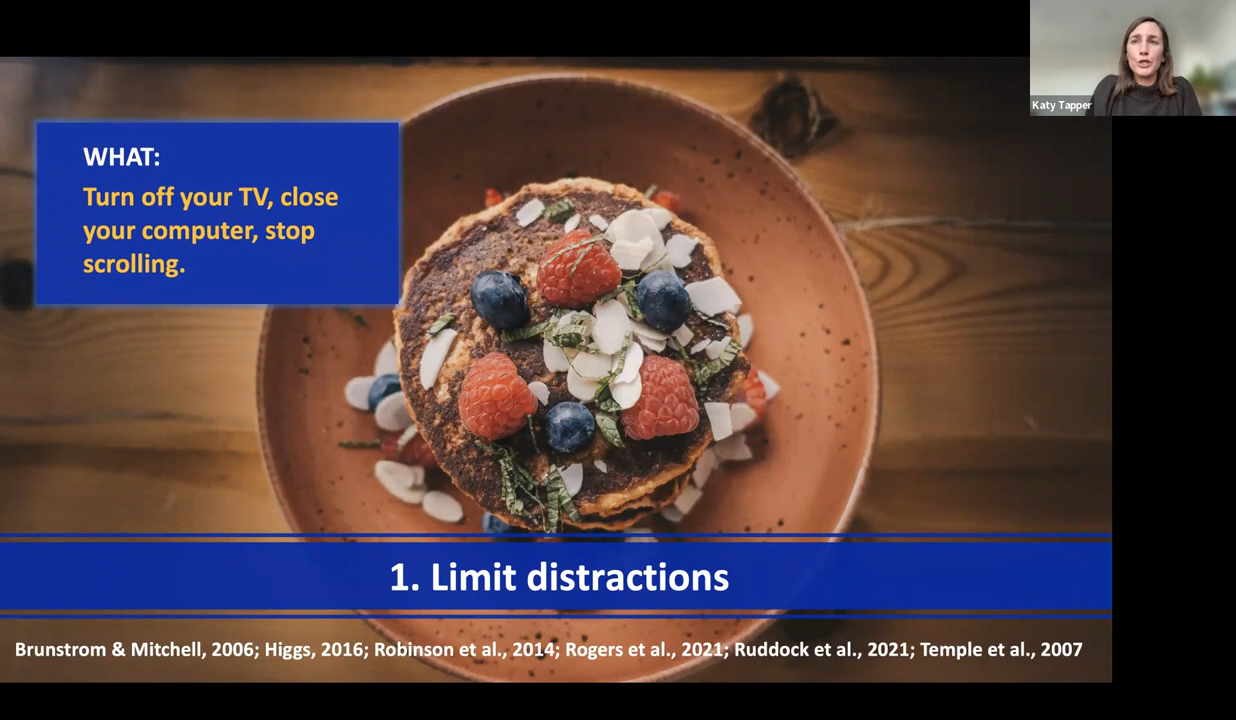 Katy Tapper
WHAT:
Turn off your TV, close
your computer, stop
scrolling.
1. Limit distractions
Brunstrom & Mitchell, 2006; Higgs, 2016; Robinson et al., 2014; Rogers et al., 2021; Ruddock et al., 2021; Temple et al., 2007